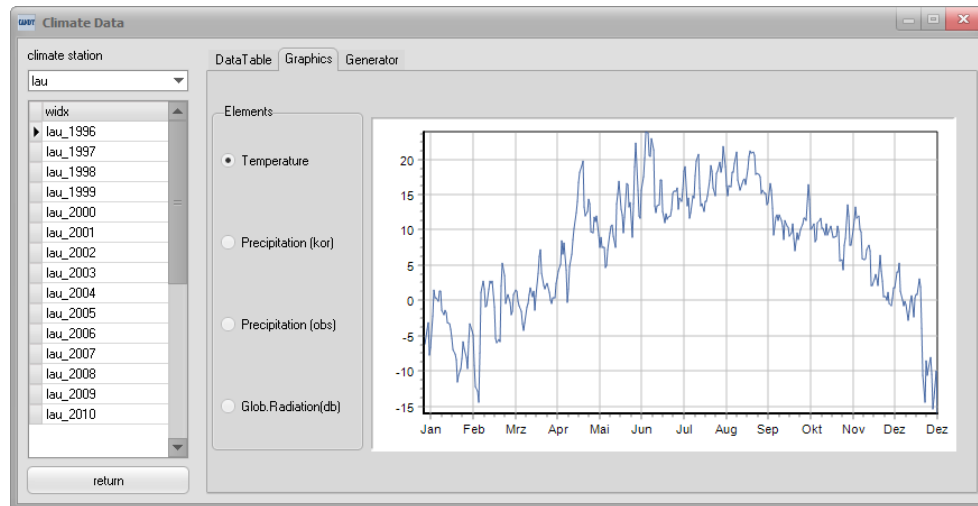 CANDY Climate Data
climate station
lau
widx
lau_1996
lau_1997
lau_1998
lau_1999
lau_2000
lau_2001
lau_2002
lau_2003
lau_2004
lau_2005
lau_2006
lau_2007
lau_2008
lau_2009
lau_2010
return
DataTable Graphics Generator
Elements
Temperature
Precipitation (kor)
Precipitation (obs)
Glob.Radiation(db)
20
15
10
5
0
-5
-10
-15
Jan Feb Mrz Apr Mai Jun Jul Aug Sep Okt Nov Dez Dez